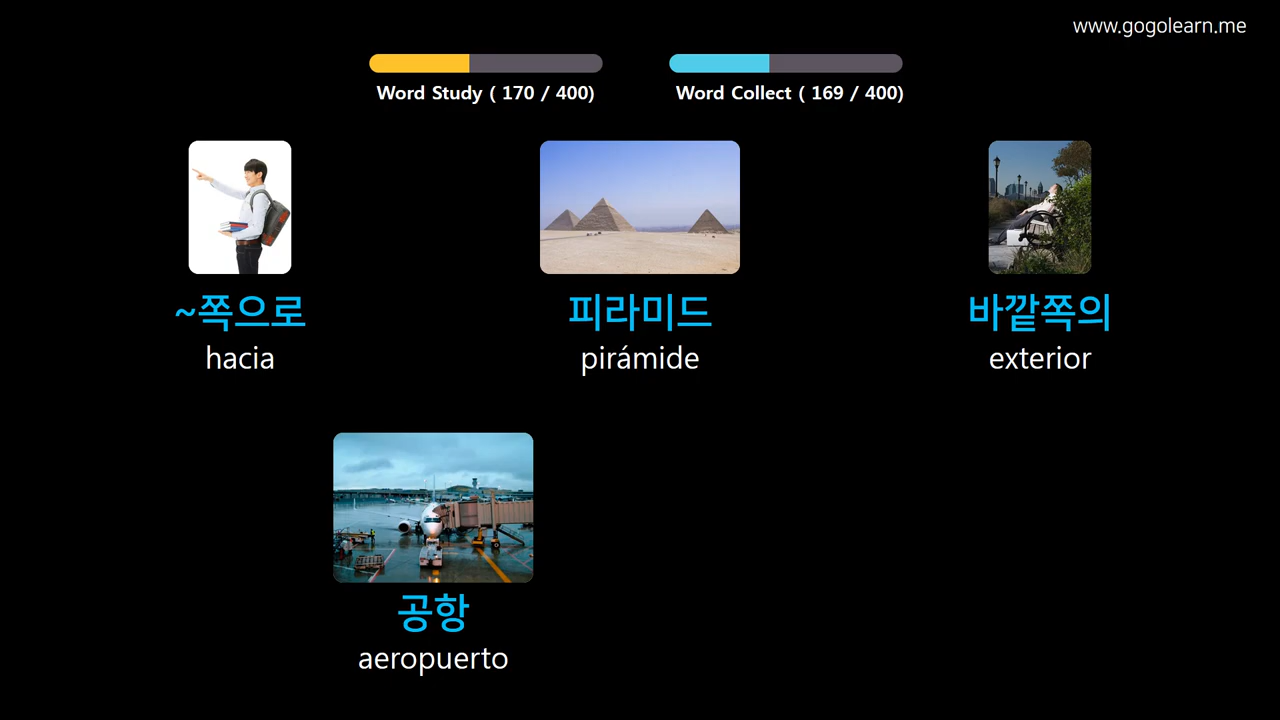 www.gogolearn.me
Word Study ( 170 / 400)
Word Collect ( 169 / 400)
~쪽으로
hacia
피라미드
pirámide
바깥쪽의
exterior
공항
aeropuerto